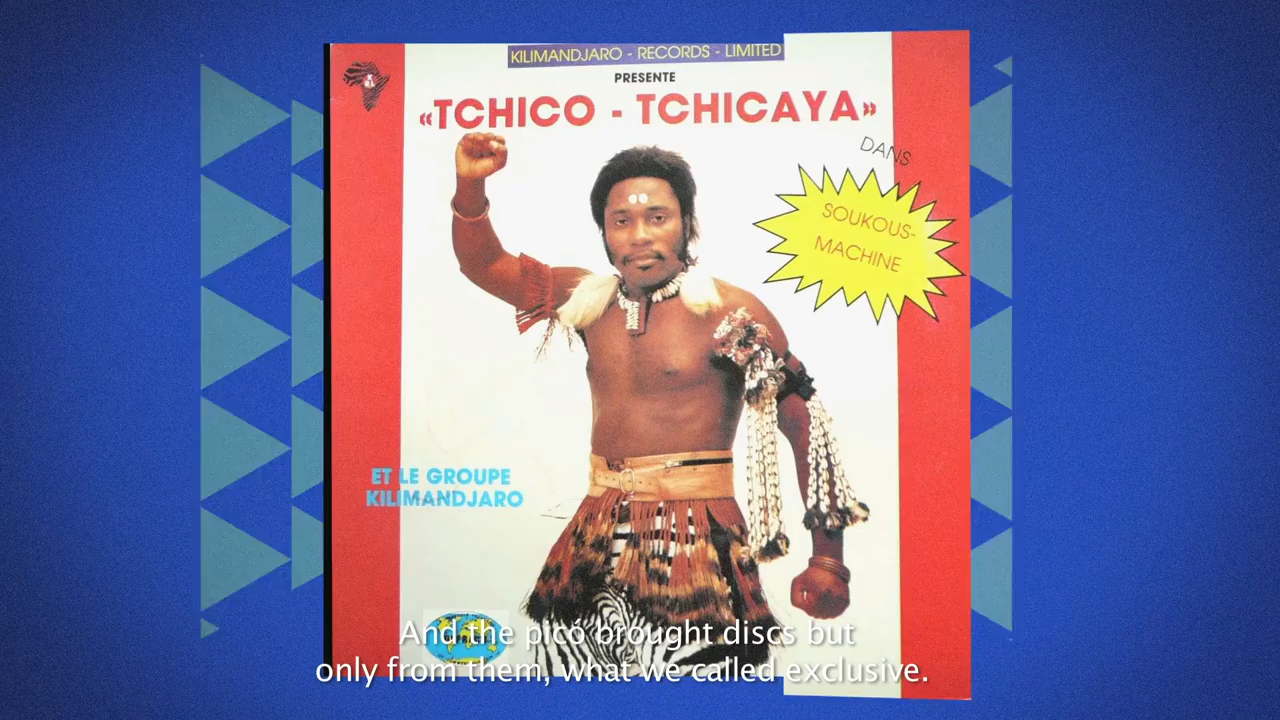 KILIMANDJARO - RECORDS - LIMITED
PRESENTE
«TCHICO - TCHICAYA»
DANS
SOUKOUS-
MACHINE
ET LE GROUPE
KILIMANDJARO
And the picó brought discs but
only from them, what we called exclusive.